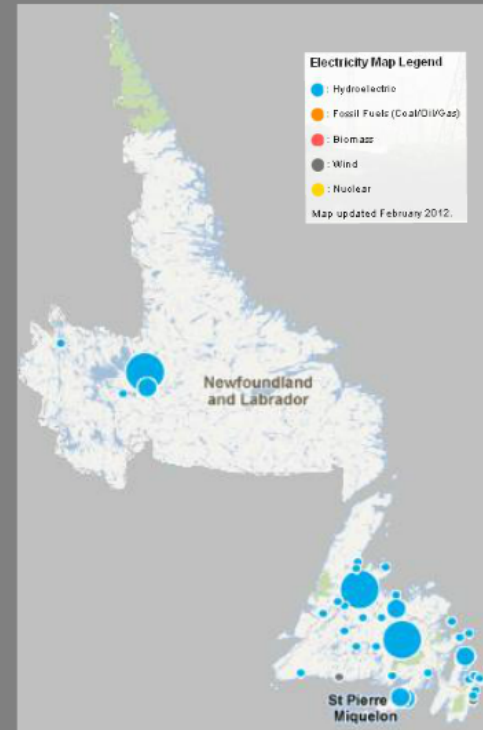 Electricity Map Legend
: Hydroelectric
: Fossil Fuels (Coal/Oil/Gas)
: Biomass
: Wind
: Nuclear
Map updated February 2012.
Newfoundland
and Labrador
St Pierre
Miquelon